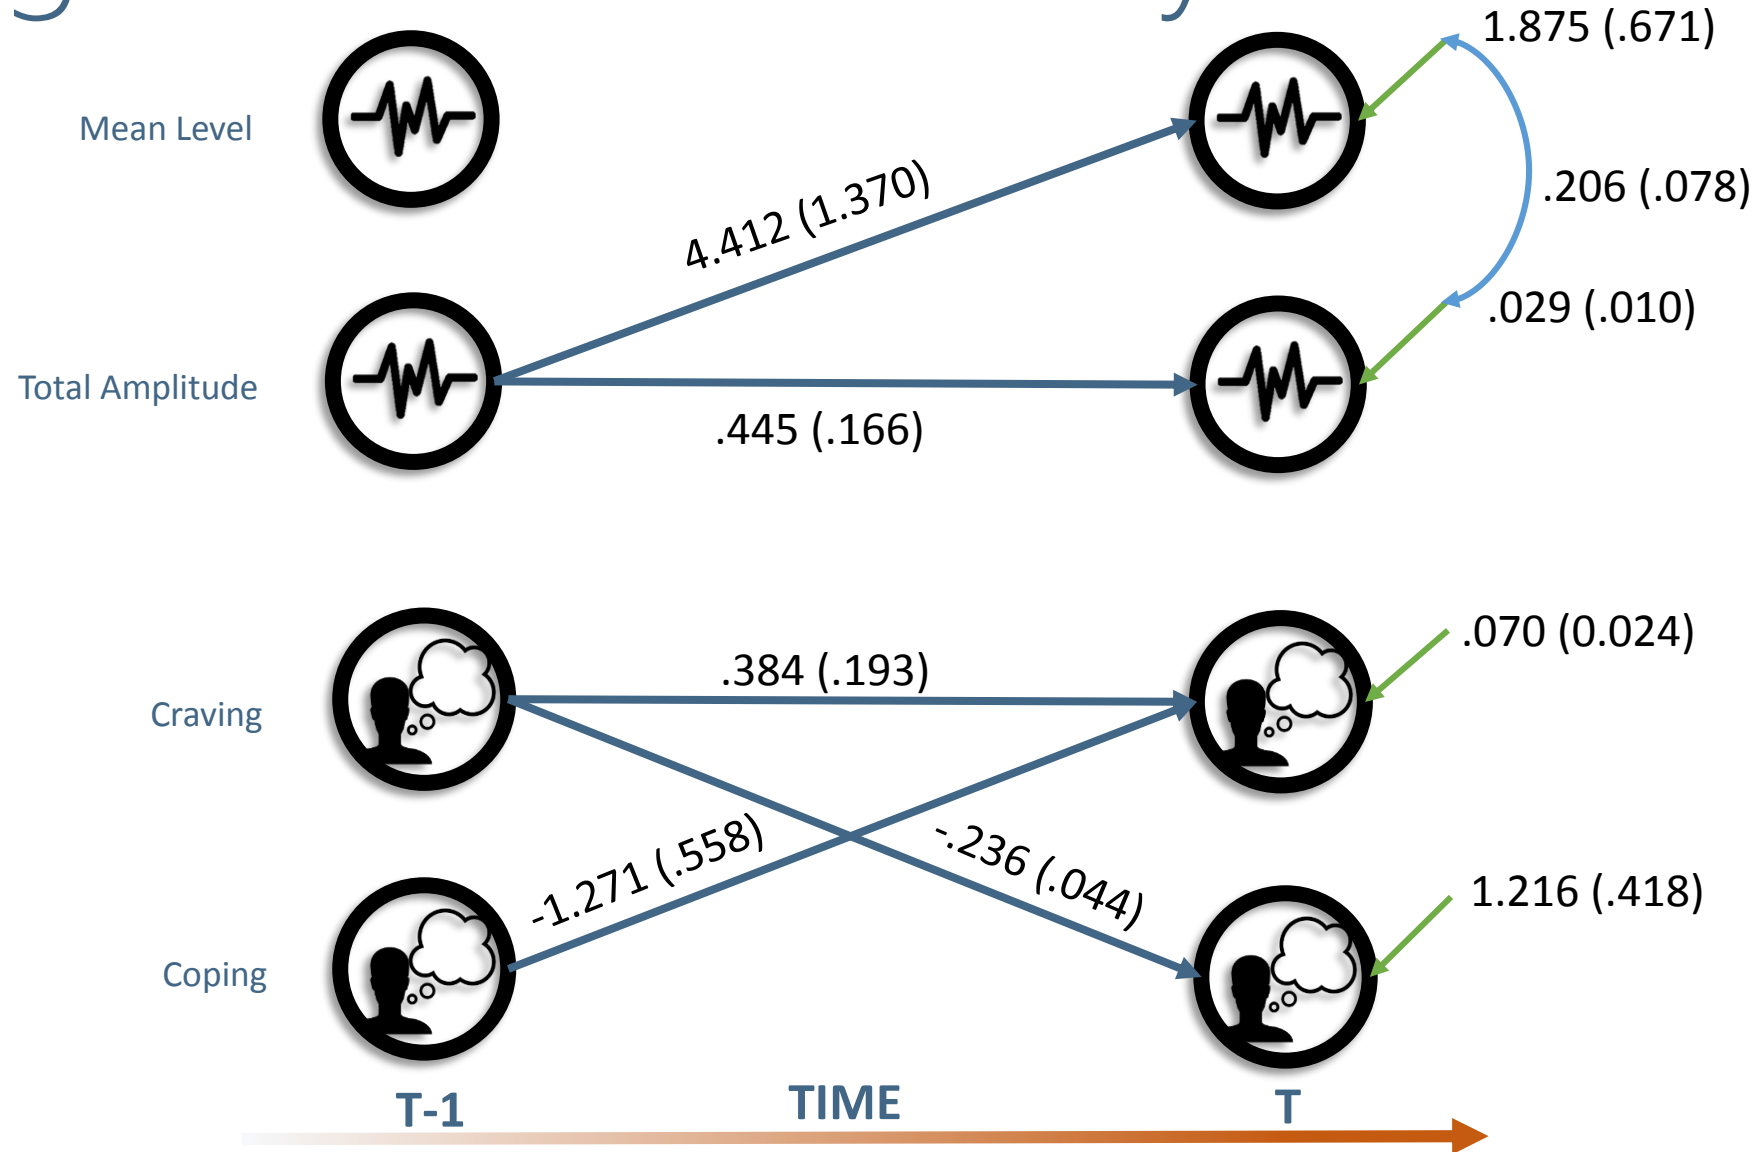 1.875 (.671)
Mean Level
4.412 (1.370)
.206 (.078)
.029 (.010)
Total Amplitude
.445 (.166)
.384 (.193)
.070 (0.024)
Craving
-1.271 (.558)
-.236 (.044)
1.216 (.418)
Coping
T-1
TIME
T